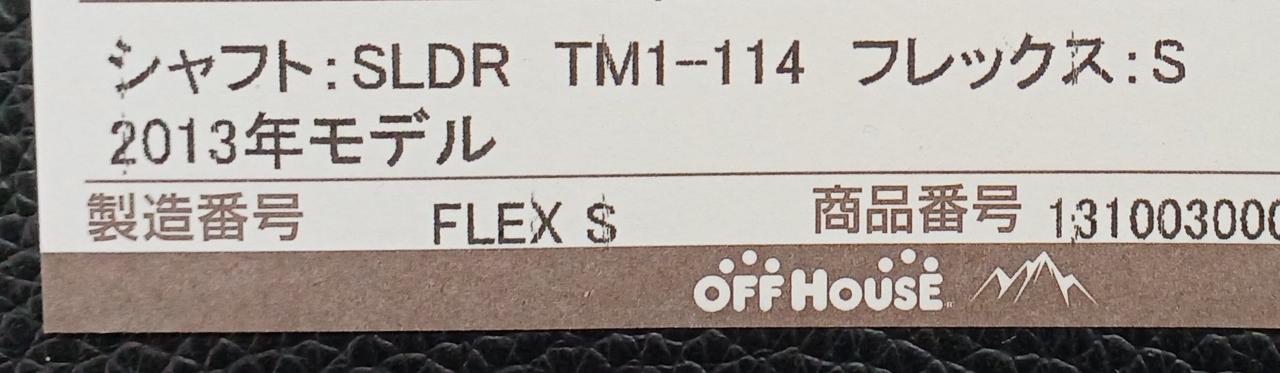 シャフト:SLDR TM1-114 フレックス:S
2013年モデル
製造番号 FLEX S 商品番号 131003000
OFF HOUSE